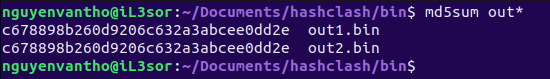 nguyenvantho@iL3sor:~/Documents/hashclash/bin$ md5sum out*
c678898b260d9206c632a3abcee0dd2e  out1.bin
c678898b260d9206c632a3abcee0dd2e  out2.bin
nguyenvantho@iL3sor:~/Documents/hashclash/bin$